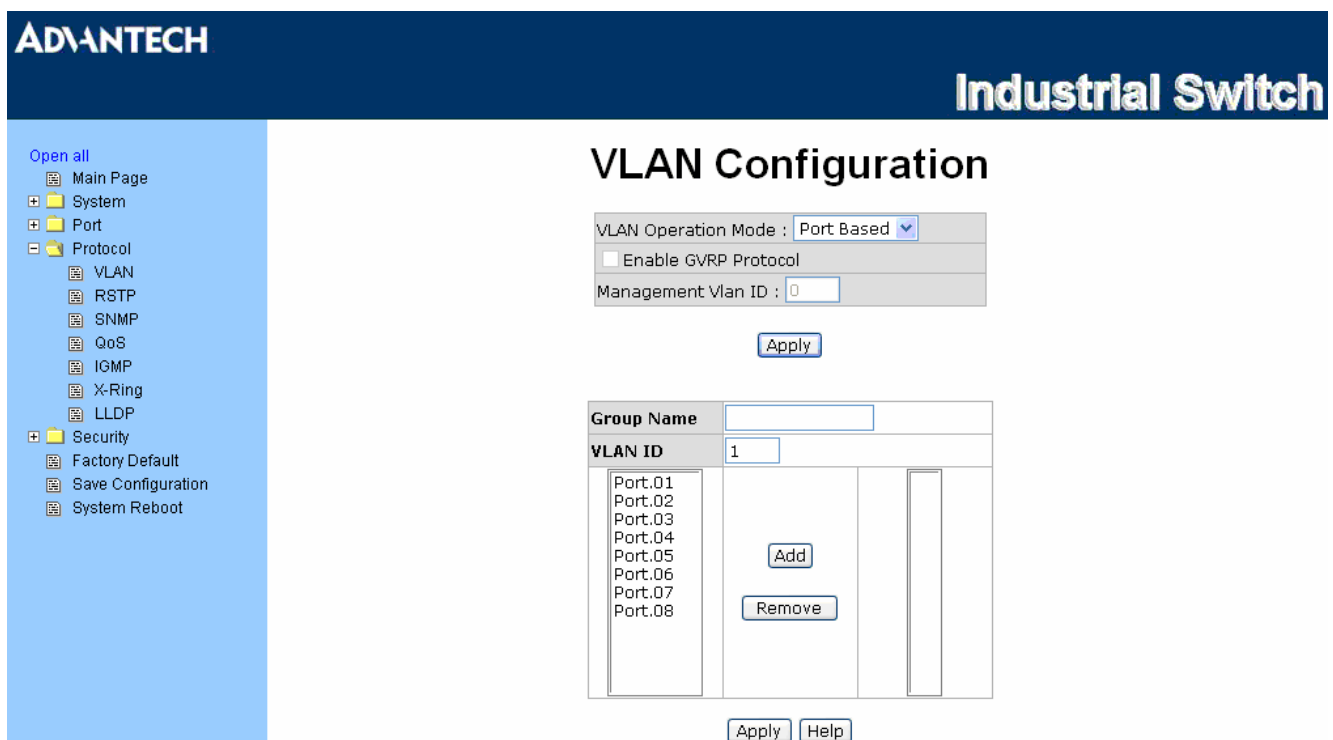 ADVANTECH
Industrial Switch
Open all
Main Page
System
Port
Protocol
VLAN
RSTP
SNMP
QoS
IGMP
X-Ring
LLDP
Security
Factory Default
Save Configuration
System Reboot
VLAN Configuration
VLAN Operation Mode : Port Based
Enable GVRP Protocol
Management Vlan ID : 0
Apply
Group Name
VLAN ID 1
Port.01
Port.02
Port.03
Port.04
Port.05
Port.06
Port.07
Port.08
Add
Remove
Apply Help